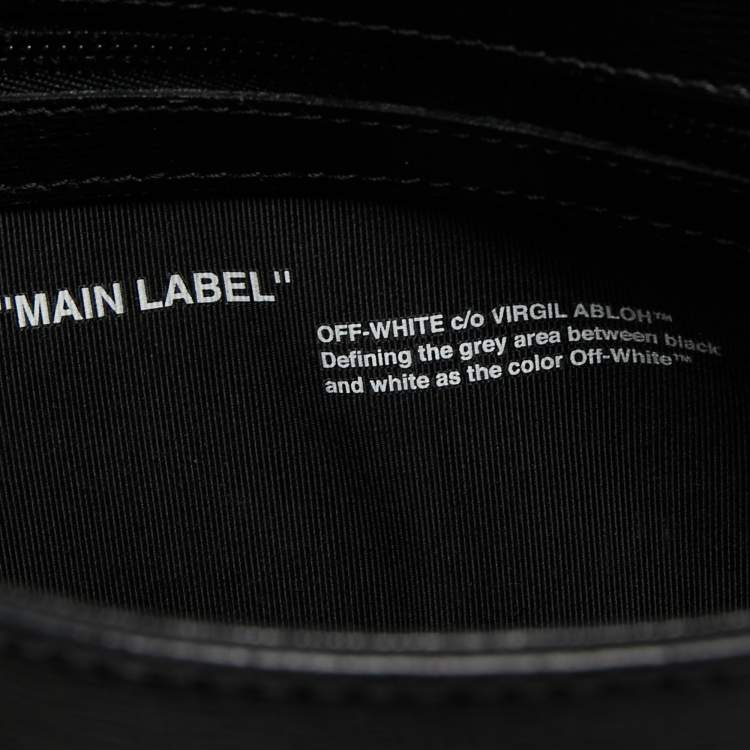 "MAIN LABEL"
OFF-WHITE c/o VIRGIL ABLOH™
Defining the grey area between black
and white as the color Off-White™